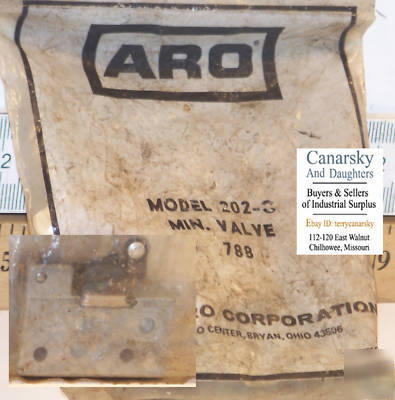 ARO®
Canarsky
And Daughters
Buyers & Sellers
of Industrial Surplus
Ebay ID: terrycanarsky
112-120 East Walnut
Chilhowee, Missouri
MODEL 202-C
MIN. VALVE
788
RO CORPORATION
O CENTER, BRYAN, OHIO 43506